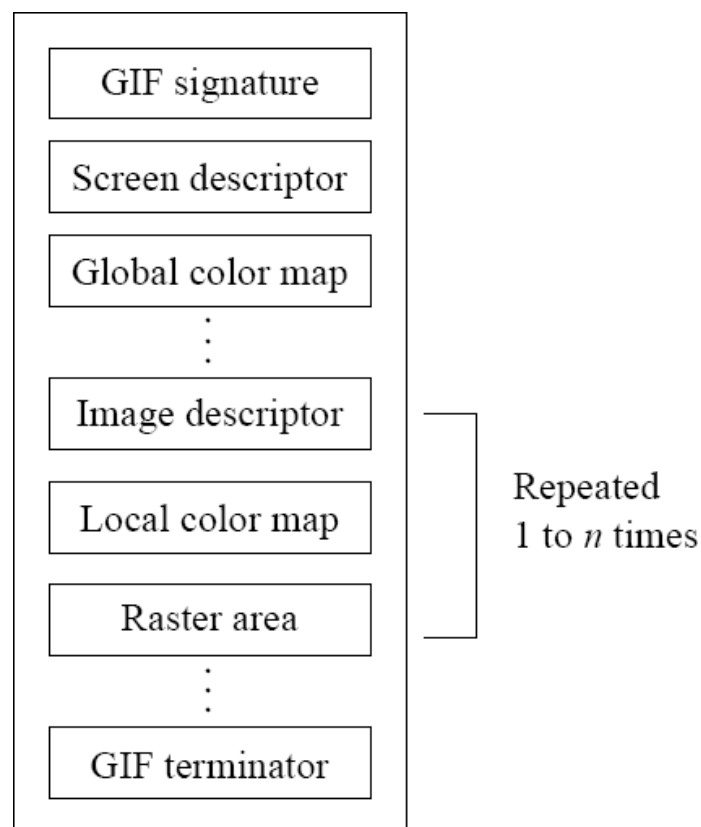 GIF signature
Screen descriptor
Global color map
Image descriptor
Local color map
Raster area
GIF terminator
Repeated
1 to n times